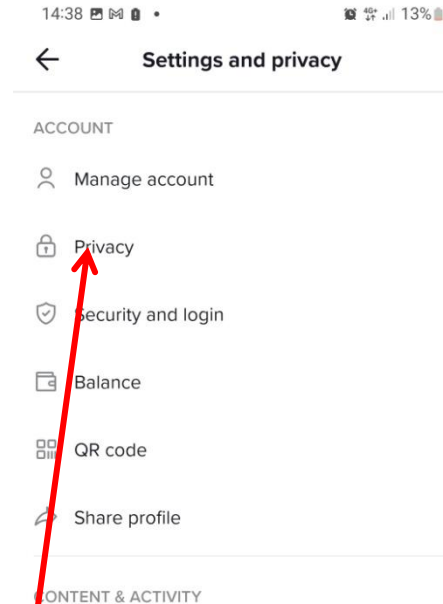 14:38 4G+ 13%
Settings and privacy
ACCOUNT
Manage account
Privacy
Security and login
Balance
QR code
Share profile
CONTENT & ACTIVITY